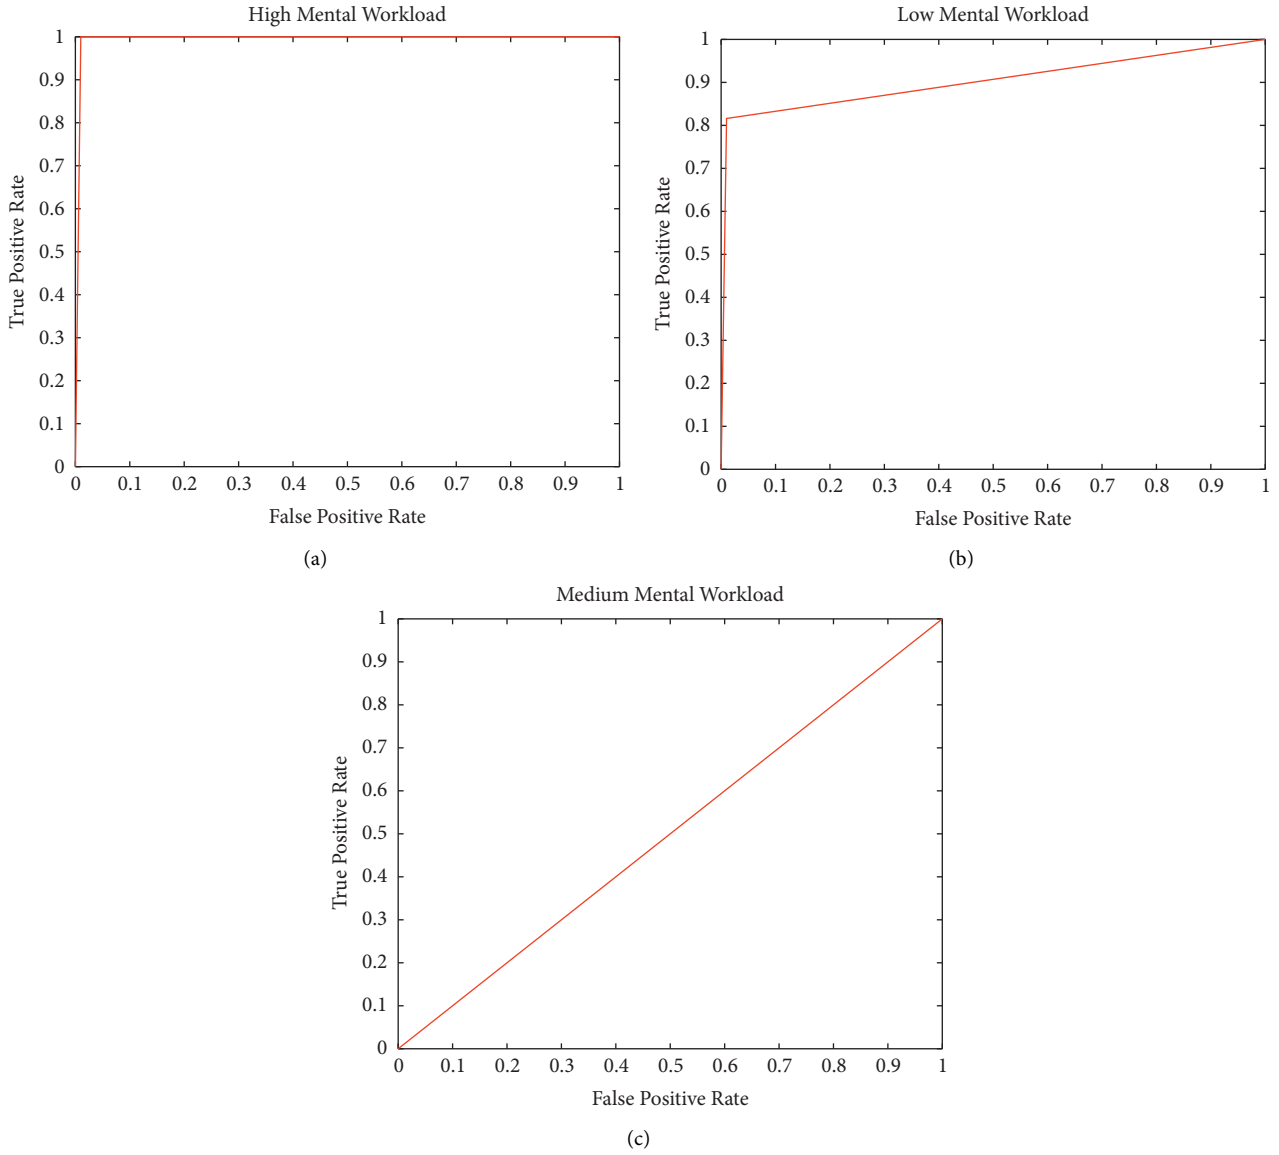 High Mental Workload
1
0.9
0.8
0.7
0.6
0.5
0.4
0.3
0.2
0.1
0
True Positive Rate
0 0.1 0.2 0.3 0.4 0.5 0.6 0.7 0.8 0.9 1
False Positive Rate
(a)
Low Mental Workload
1
0.9
0.8
0.7
0.6
0.5
0.4
0.3
0.2
0.1
0
True Positive Rate
0 0.1 0.2 0.3 0.4 0.5 0.6 0.7 0.8 0.9 1
False Positive Rate
(b)
Medium Mental Workload
1
0.9
0.8
0.7
0.6
0.5
0.4
0.3
0.2
0.1
0
True Positive Rate
0 0.1 0.2 0.3 0.4 0.5 0.6 0.7 0.8 0.9 1
False Positive Rate
(c)